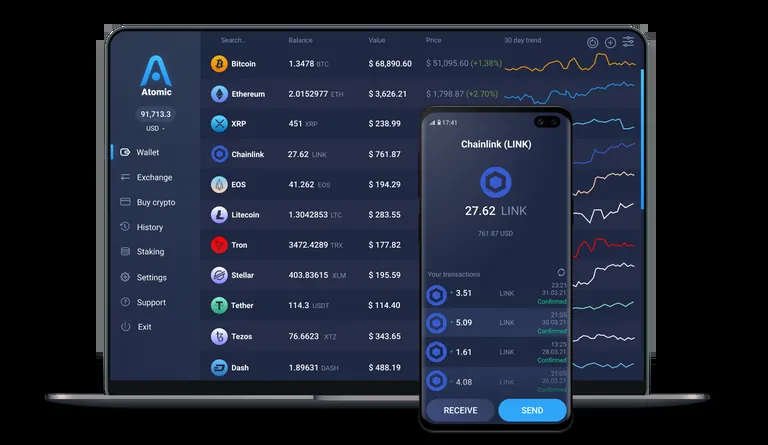 Search... Balance Value Price 30 day trend
Atomic
91,713.3
USD
Wallet
Exchange
Buy crypto
History
Staking
Settings
Support
Exit
Bitcoin 1.3478 BTC $ 68,890.60 $ 51,095.60 (+1.38%)
Ethereum 2.0152977 ETH $ 3,626.21 $ 1,798.87 (+2.70%)
XRP 451 XRP $ 238.99
Chainlink 27.62 LINK $ 761.87
EOS 41.262 EOS $ 194.29
Litecoin 1.3042853 LTC $ 283.55
Tron 3472.4289 TRX $ 177.82
Stellar 403.83615 XLM $ 195.59
Tether 114.3 USDT $ 114.40
Tezos 76.6623 XTZ $ 343.65
Dash 1.89631 DASH $ 488.19
17:41
Chainlink (LINK)
27.62 LINK
761.87 USD
Your transactions
+ 3.51 LINK 23:21
31.03.21
Confirmed
+ 5.09 LINK 21:05
30.03.21
Confirmed
+ 1.61 LINK 13:25
28.03.21
Confirmed
+ 4.08 LINK 21:05
26.03.21
Confirmed
RECEIVE SEND